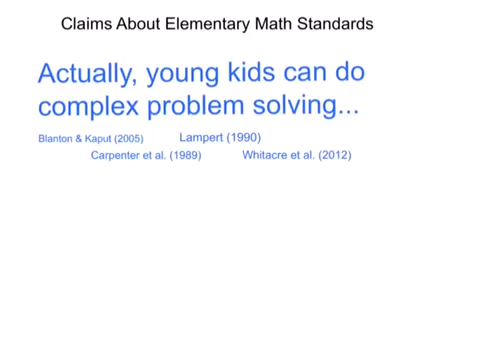 Claims About Elementary Math Standards
Actually, young kids can do
complex problem solving...
Blanton & Kaput (2005) Lampert (1990)
Carpenter et al. (1989) Whitacre et al. (2012)